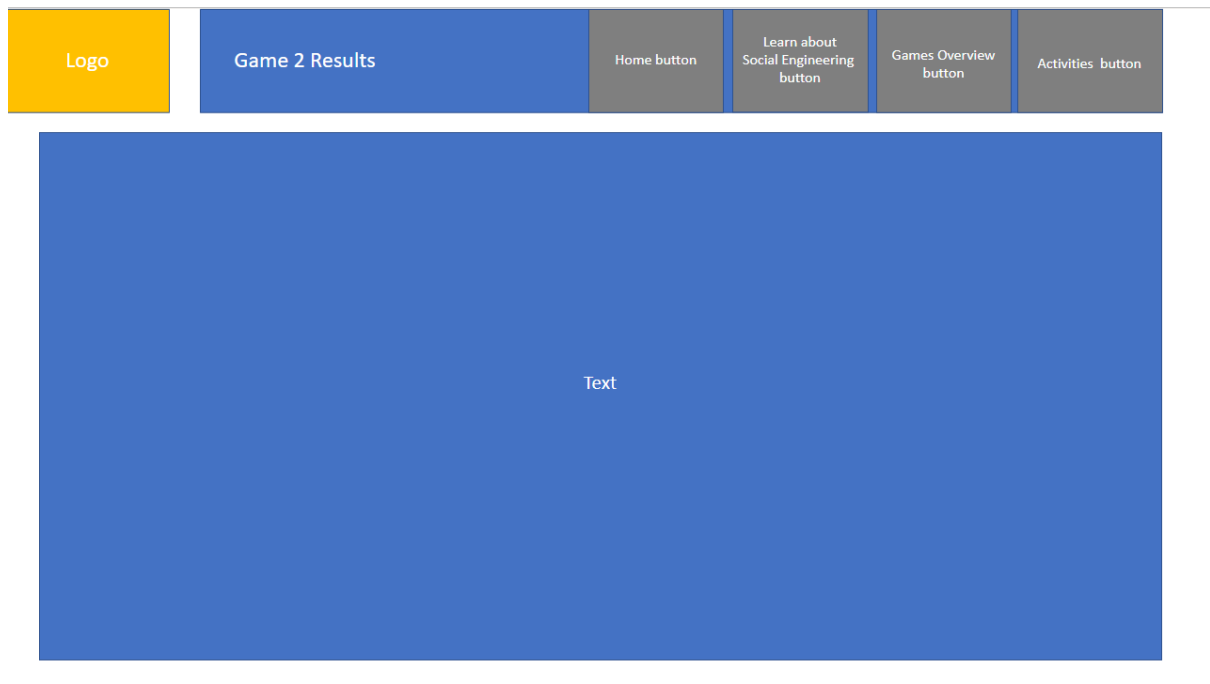 Logo
Game 2 Results
Home button
Learn about
Social Engineering
button
Games Overview
button
Activities  button
Text